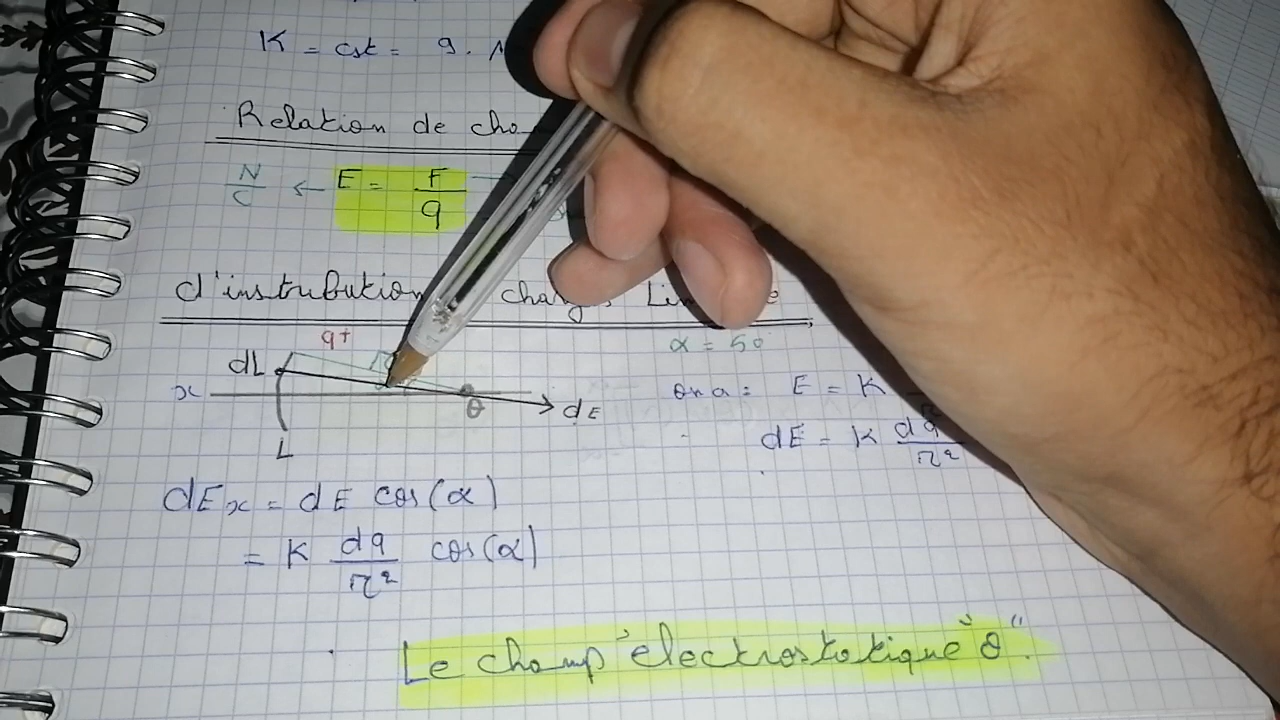 K = cst = 9.
Relation de
N/C ← E = F/q
d'instribution
q+
α = 50
dL
x
θ
dE
L
on a : E = K
dE = K dq/r²
dEx = dE cos(α)
= K dq/r² cos(α)
Le champ électrostatique "θ".